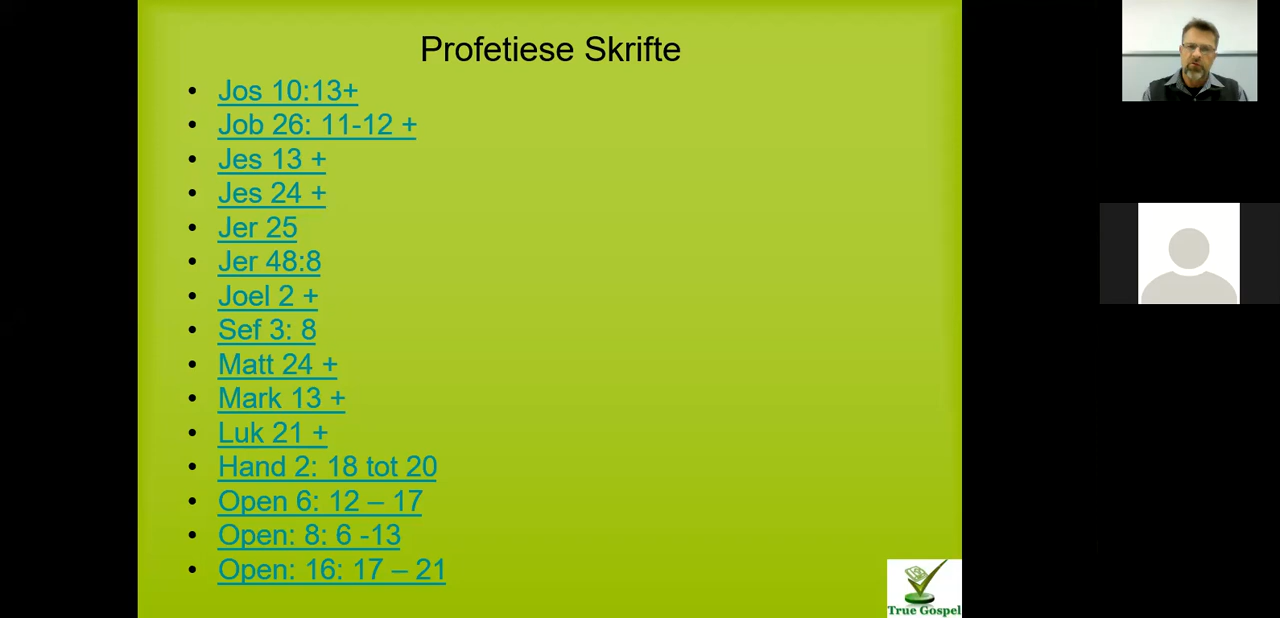 Profetiese Skrifte
• Jos 10:13+
• Job 26: 11-12 +
• Jes 13 +
• Jes 24 +
• Jer 25
• Jer 48:8
• Joel 2 +
• Sef 3: 8
• Matt 24 +
• Mark 13 +
• Luk 21 +
• Hand 2: 18 tot 20
• Open 6: 12 – 17
• Open: 8: 6 -13
• Open: 16: 17 – 21
True Gospel